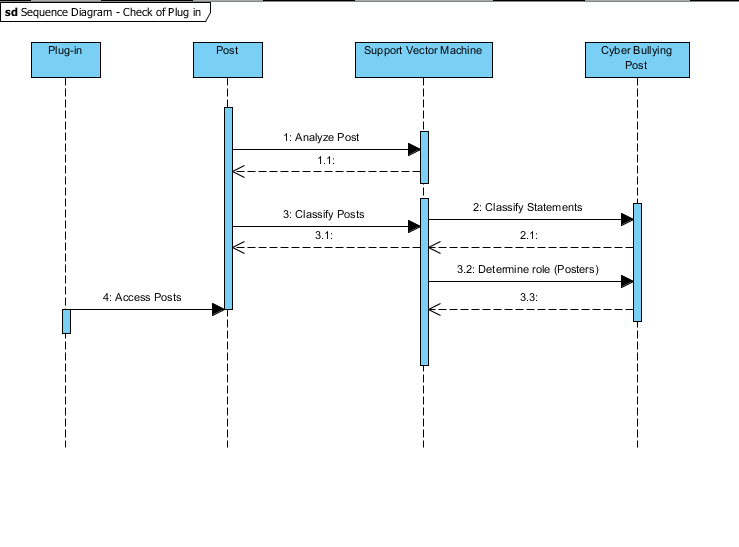 sd Sequence Diagram - Check of Plug in
Plug-in
Post
Support Vector Machine
Cyber Bullying
Post
1: Analyze Post
1.1:
2: Classify Statements
3: Classify Posts
3.1:
2.1:
3.2: Determine role (Posters)
4: Access Posts
3.3: